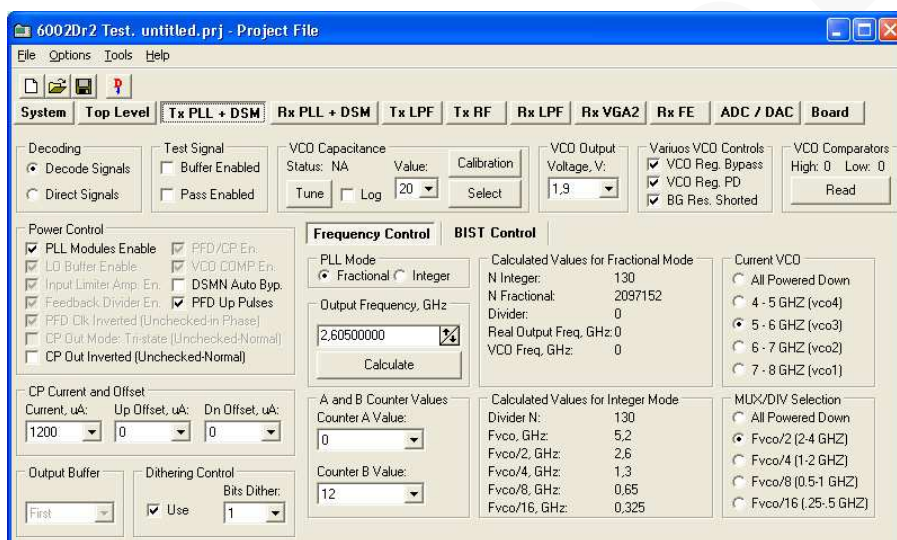 6002Dr2 Test. untitled.prj - Project File
File Options Tools Help
System Top Level Tx PLL + DSM Rx PLL + DSM Tx LPF Tx RF Rx LPF Rx VGA2 Rx FE ADC / DAC Board
Decoding
Decode Signals
Direct Signals
Test Signal
Buffer Enabled
Pass Enabled
VCO Capacitance
Status: NA Value: Calibration
Tune Log 20 Select
VCO Output
Voltage, V:
1,9
Variuos VCO Controls
VCO Reg. Bypass
VCO Reg. PD
BG Res. Shorted
VCO Comparators
High: 0 Low: 0
Read
Power Control
PLL Modules Enable PFD/CP En.
LO Buffer Enable VCO COMP En.
Input Limiter Amp. En. DSMN Auto Byp.
Feedback Divider En. PFD Up Pulses
PFD Clk Inverted (Unchecked-in Phase)
CP Out Mode: Tri-state (Unchecked-Normal)
CP Out Inverted (Unchecked-Normal)
CP Current and Offset
Current, uA: Up Offset, uA: Dn Offset, uA:
1200 0 0
Output Buffer
First
Dithering Control
Bits Dither:
Use 1
Frequency Control BIST Control
PLL Mode
Fractional Integer
Output Frequency, GHz
2,60500000
Calculate
A and B Counter Values
Counter A Value:
0
Counter B Value:
12
Calculated Values for Fractional Mode
N Integer: 130
N Fractional: 2097152
Divider: 0
Real Output Freq, GHz: 0
VCO Freq, GHz: 0
Calculated Values for Integer Mode
Divider N: 130
Fvco, GHz: 5,2
Fvco/2, GHz: 2,6
Fvco/4, GHz: 1,3
Fvco/8, GHz: 0,65
Fvco/16, GHz: 0,325
Current VCO
All Powered Down
4 - 5 GHZ (vco4)
5 - 6 GHZ (vco3)
6 - 7 GHZ (vco2)
7 - 8 GHZ (vco1)
MUX/DIV Selection
All Powered Down
Fvco/2 (2-4 GHZ)
Fvco/4 (1-2 GHZ)
Fvco/8 (0.5-1 GHZ)
Fvco/16 (.25-.5 GHZ)